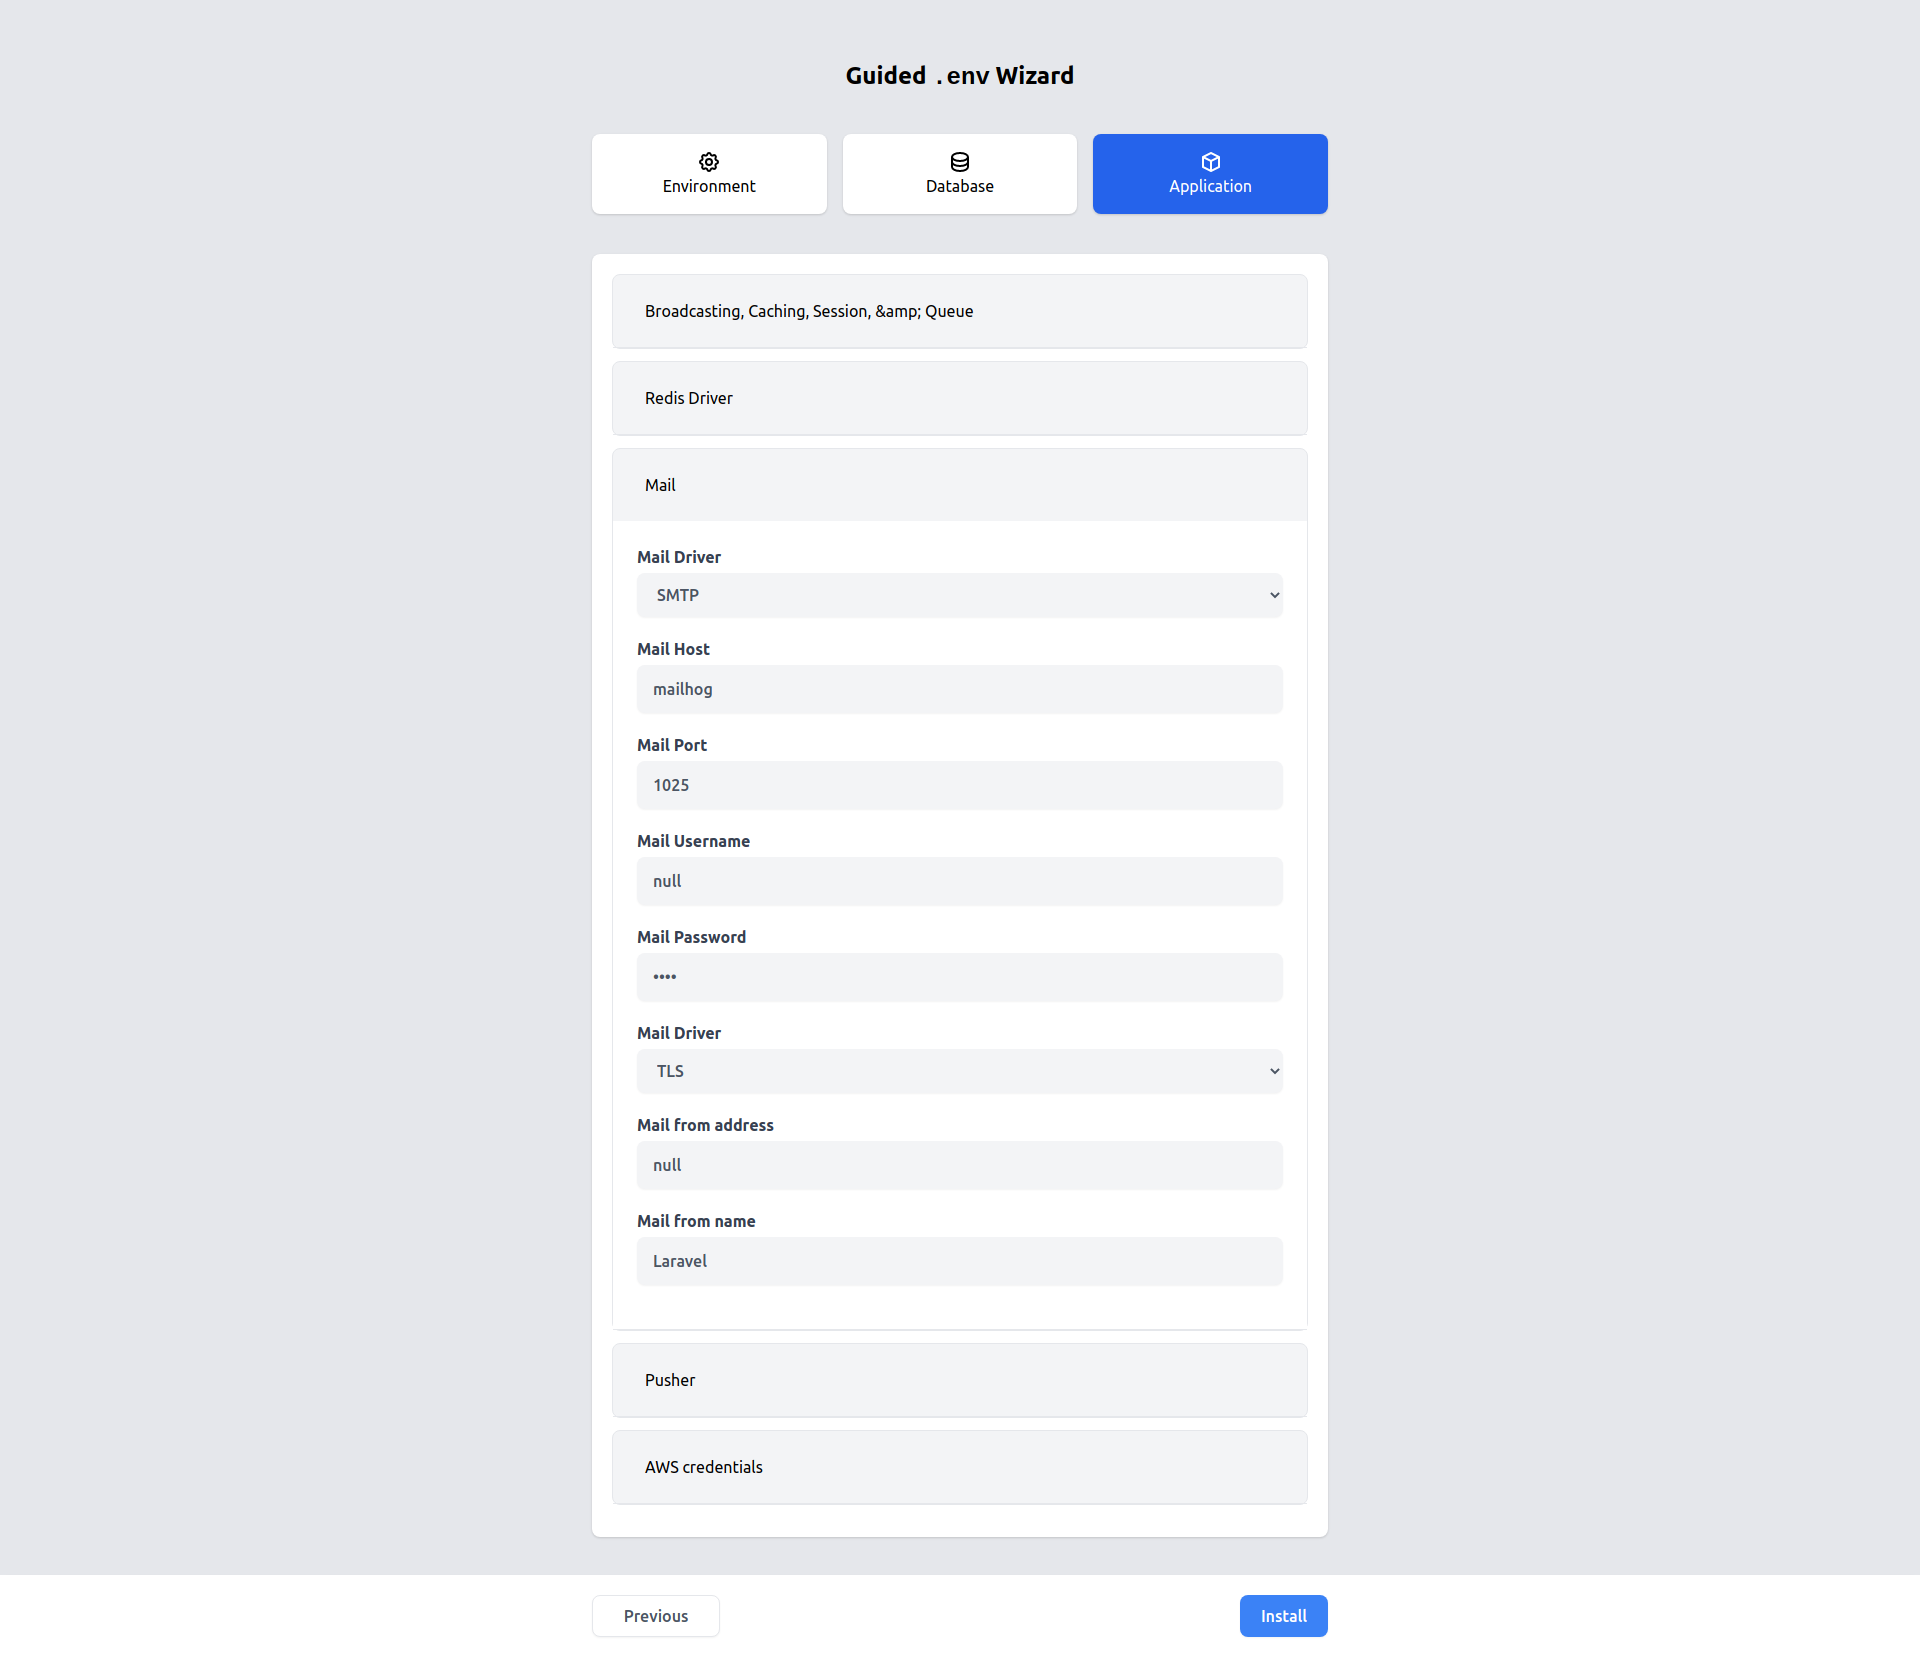 Guided .env Wizard
Environment
Database
Application
Broadcasting, Caching, Session, &amp; Queue
Redis Driver
Mail
Mail Driver
SMTP
Mail Host
mailhog
Mail Port
1025
Mail Username
null
Mail Password
••••
Mail Driver
TLS
Mail from address
null
Mail from name
Laravel
Pusher
AWS credentials
Previous
Install